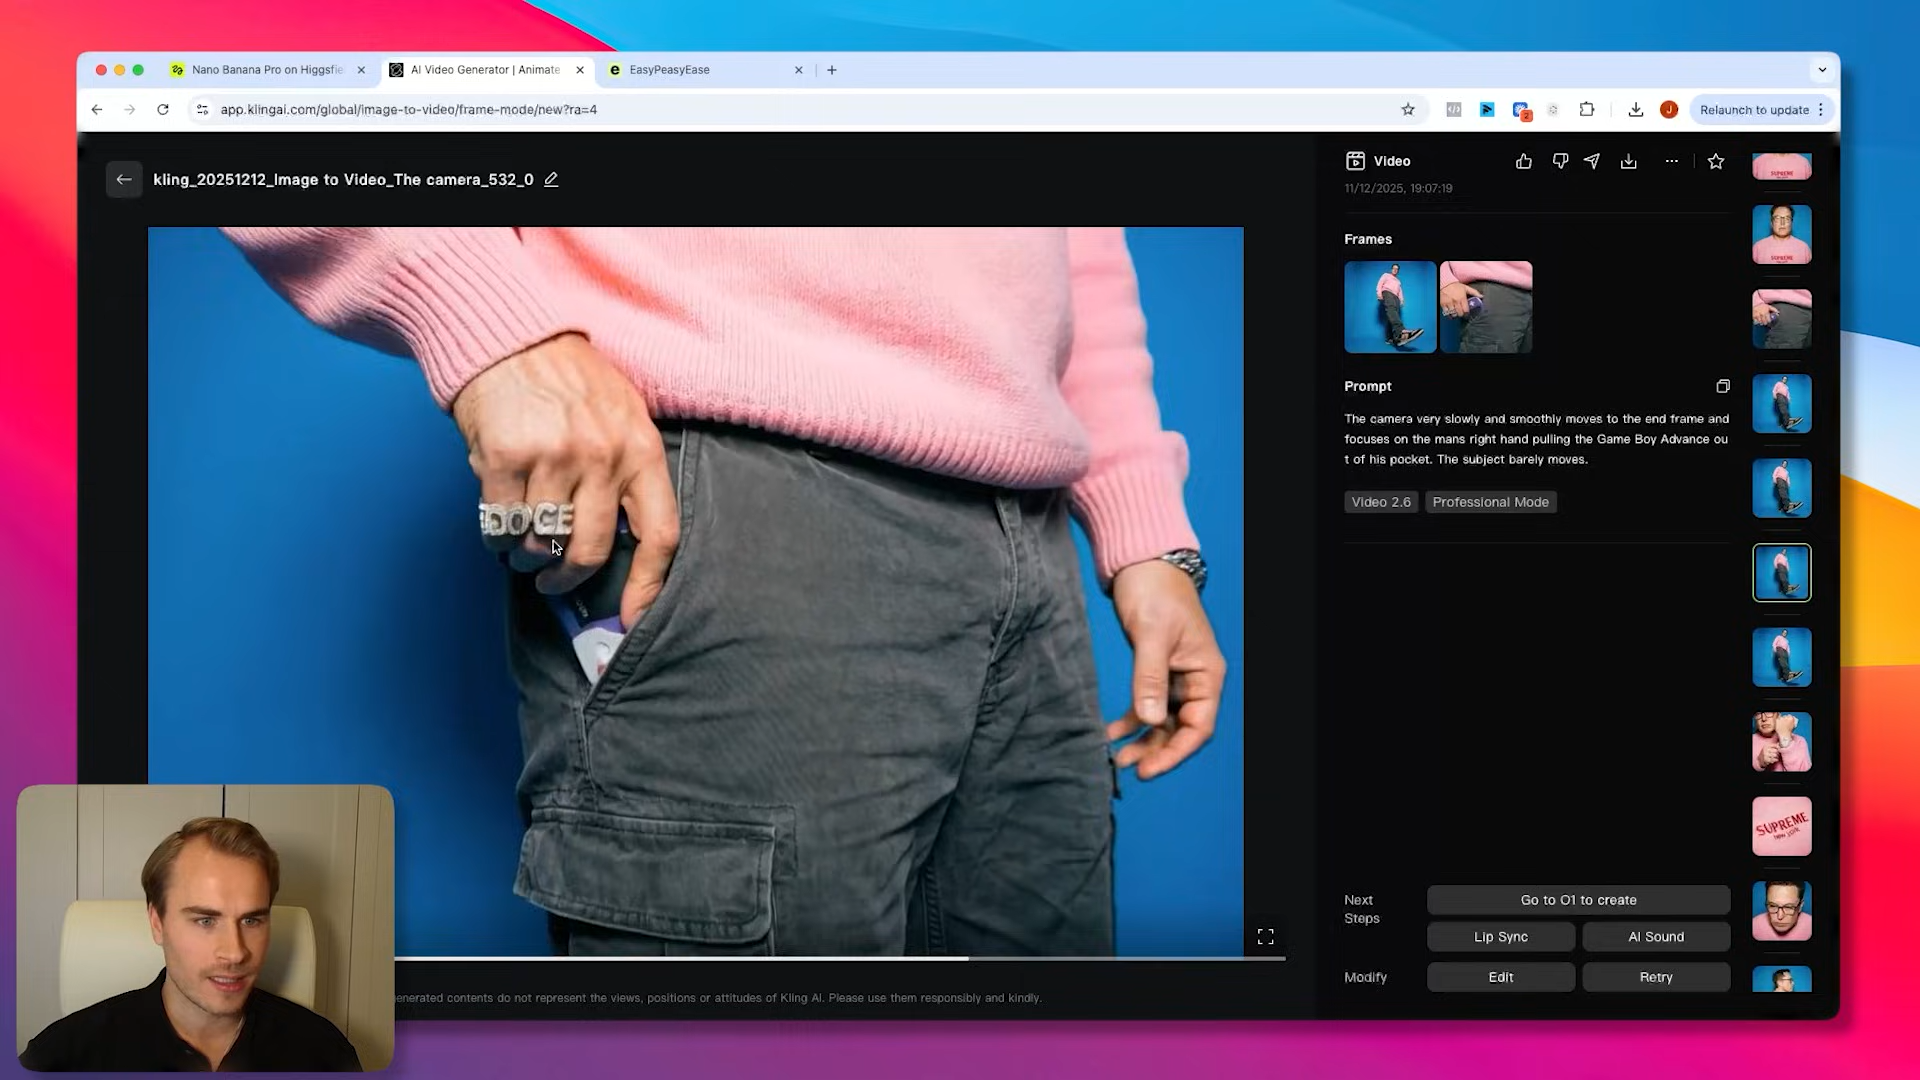 Nano Banana Pro on Higgsfie
AI Video Generator | Animate
EasyPeasyEase
app.klingai.com/global/image-to-video/frame-mode/new?ra=4
2
J
Relaunch to update
kling_20251212_Image to Video_The camera_532_0
Video
11/12/2025, 19:07:19
Frames
Prompt
The camera very slowly and smoothly moves to the end frame and
focuses on the mans right hand pulling the Game Boy Advance ou
t of his pocket. The subject barely moves.
Video 2.6
Professional Mode
DOGE
SUPREME
SUPREME
SUPREME
NEW YORK
Next
Steps
Go to O1 to create
Lip Sync
AI Sound
Modify
Edit
Retry
enerated contents do not represent the views, positions or attitudes of Kling AI. Please use them responsibly and kindly.